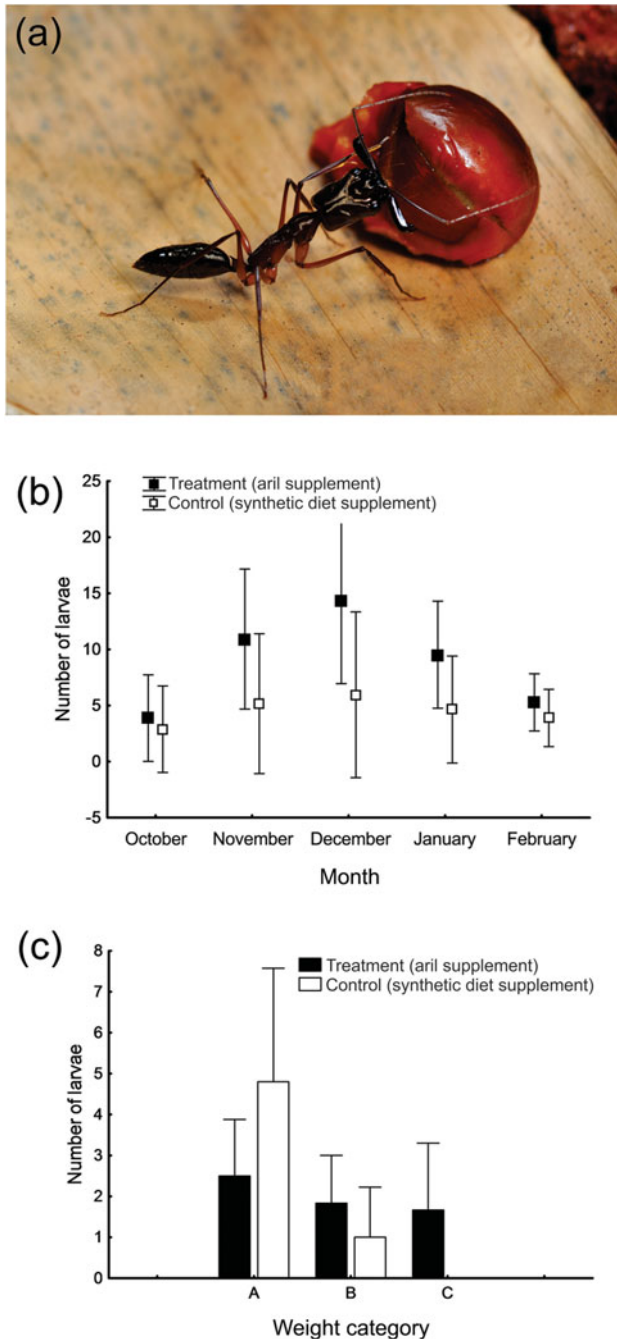 (a)
(b)
Treatment (aril supplement)
Control (synthetic diet supplement)
25
20
15
10
5
0
-5
Number of larvae
October November December January February
Month
(c)
Treatment (aril supplement)
Control (synthetic diet supplement)
8
7
6
5
4
3
2
1
0
Number of larvae
A B C
Weight category